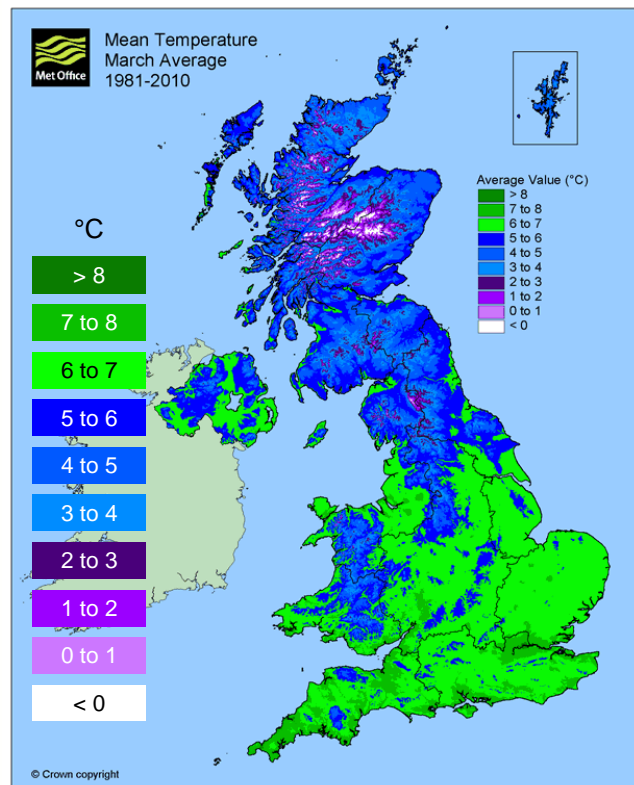 Met Office
Mean Temperature
March Average
1981-2010
Average Value (°C)
> 8
7 to 8
6 to 7
5 to 6
4 to 5
3 to 4
2 to 3
1 to 2
0 to 1
< 0
°C
> 8
7 to 8
6 to 7
5 to 6
4 to 5
3 to 4
2 to 3
1 to 2
0 to 1
< 0
© Crown copyright